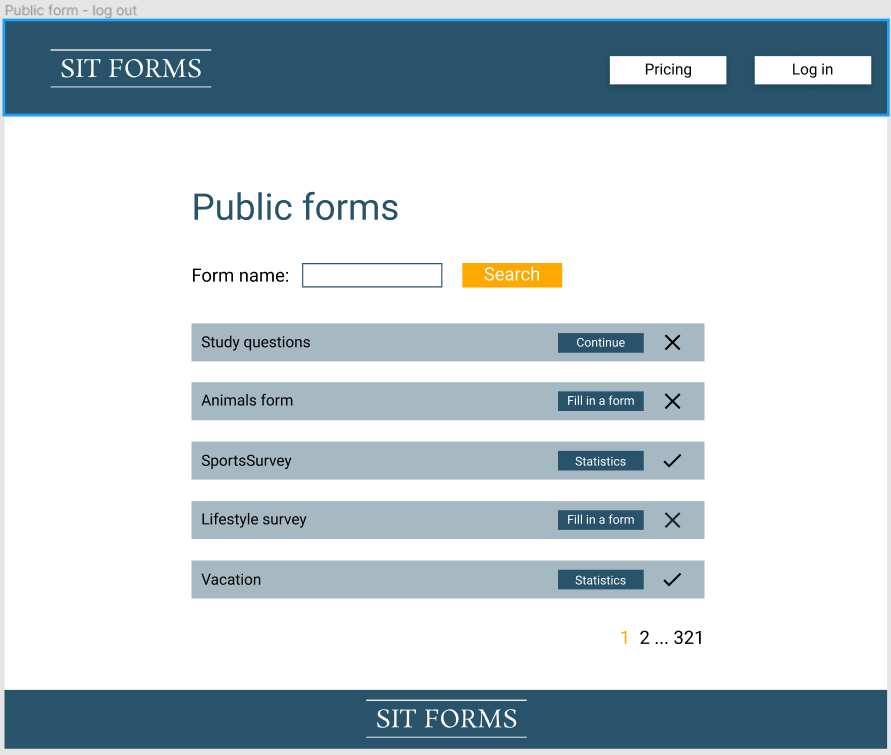 Public form - log out
SIT FORMS
Pricing
Log in
Public forms
Form name:
Search
Study questions
Continue
Animals form
Fill in a form
SportsSurvey
Statistics
Lifestyle survey
Fill in a form
Vacation
Statistics
1 2 ... 321
SIT FORMS